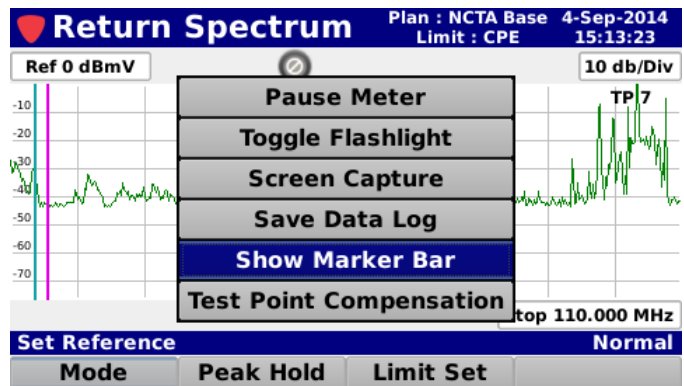 Return Spectrum
Plan : NCTA Base 4-Sep-2014
Limit : CPE 15:13:23
Ref 0 dBmV
10 db/Div
TP 7
-10
-20
-30
-40
-50
-60
-70
Pause Meter
Toggle Flashlight
Screen Capture
Save Data Log
Show Marker Bar
Test Point Compensation
top 110.000 MHz
Set Reference
Normal
Mode Peak Hold Limit Set